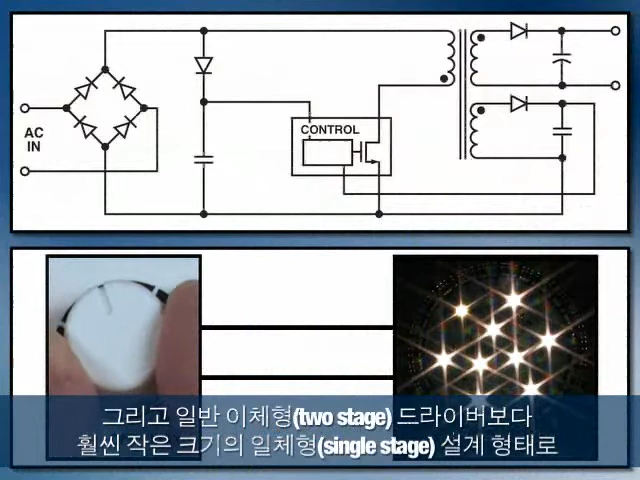 CONTROL
AC
IN
그리고 일반 이체형(two stage) 드라이버보다
훨씬 작은 크기의 일체형(single stage) 설계 형태로